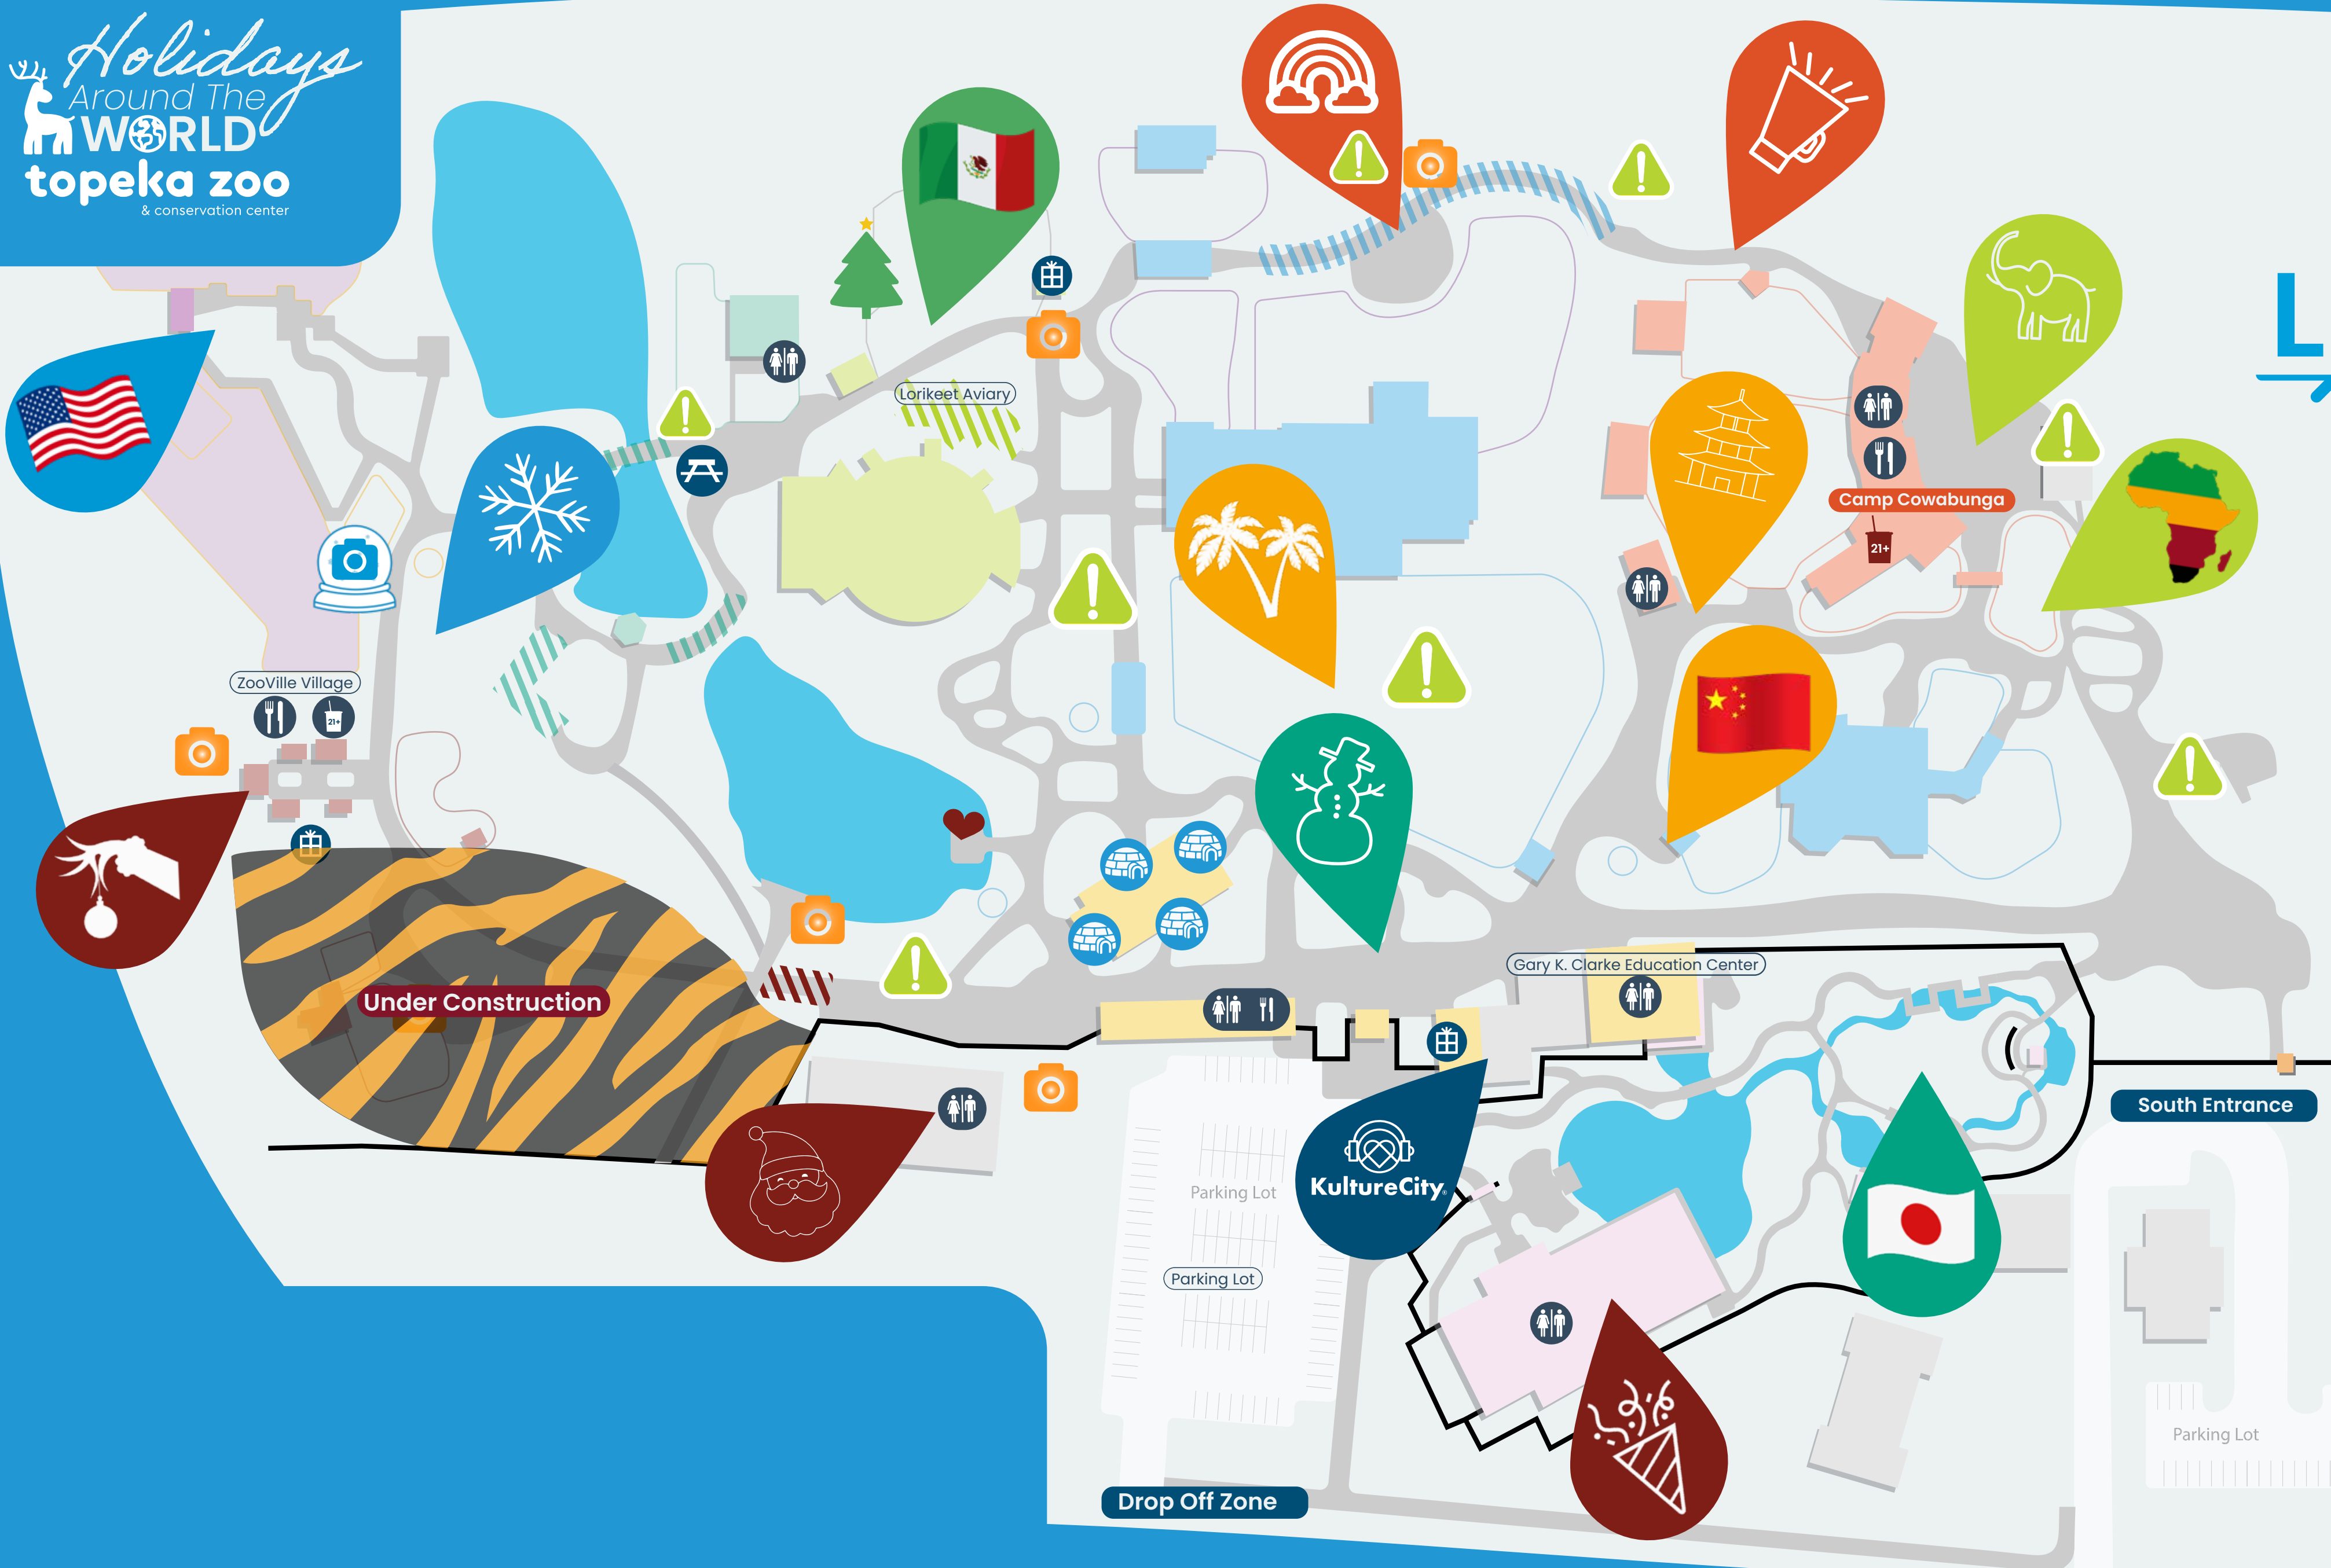 Holidays
Around The
WORLD
topeka zoo
& conservation center
L
Lorikeet Aviary
Camp Cowabunga
21+
ZooVille Village
21+
Under Construction
Gary K. Clarke Education Center
South Entrance
KultureCity
Parking Lot
Parking Lot
Parking Lot
Drop Off Zone